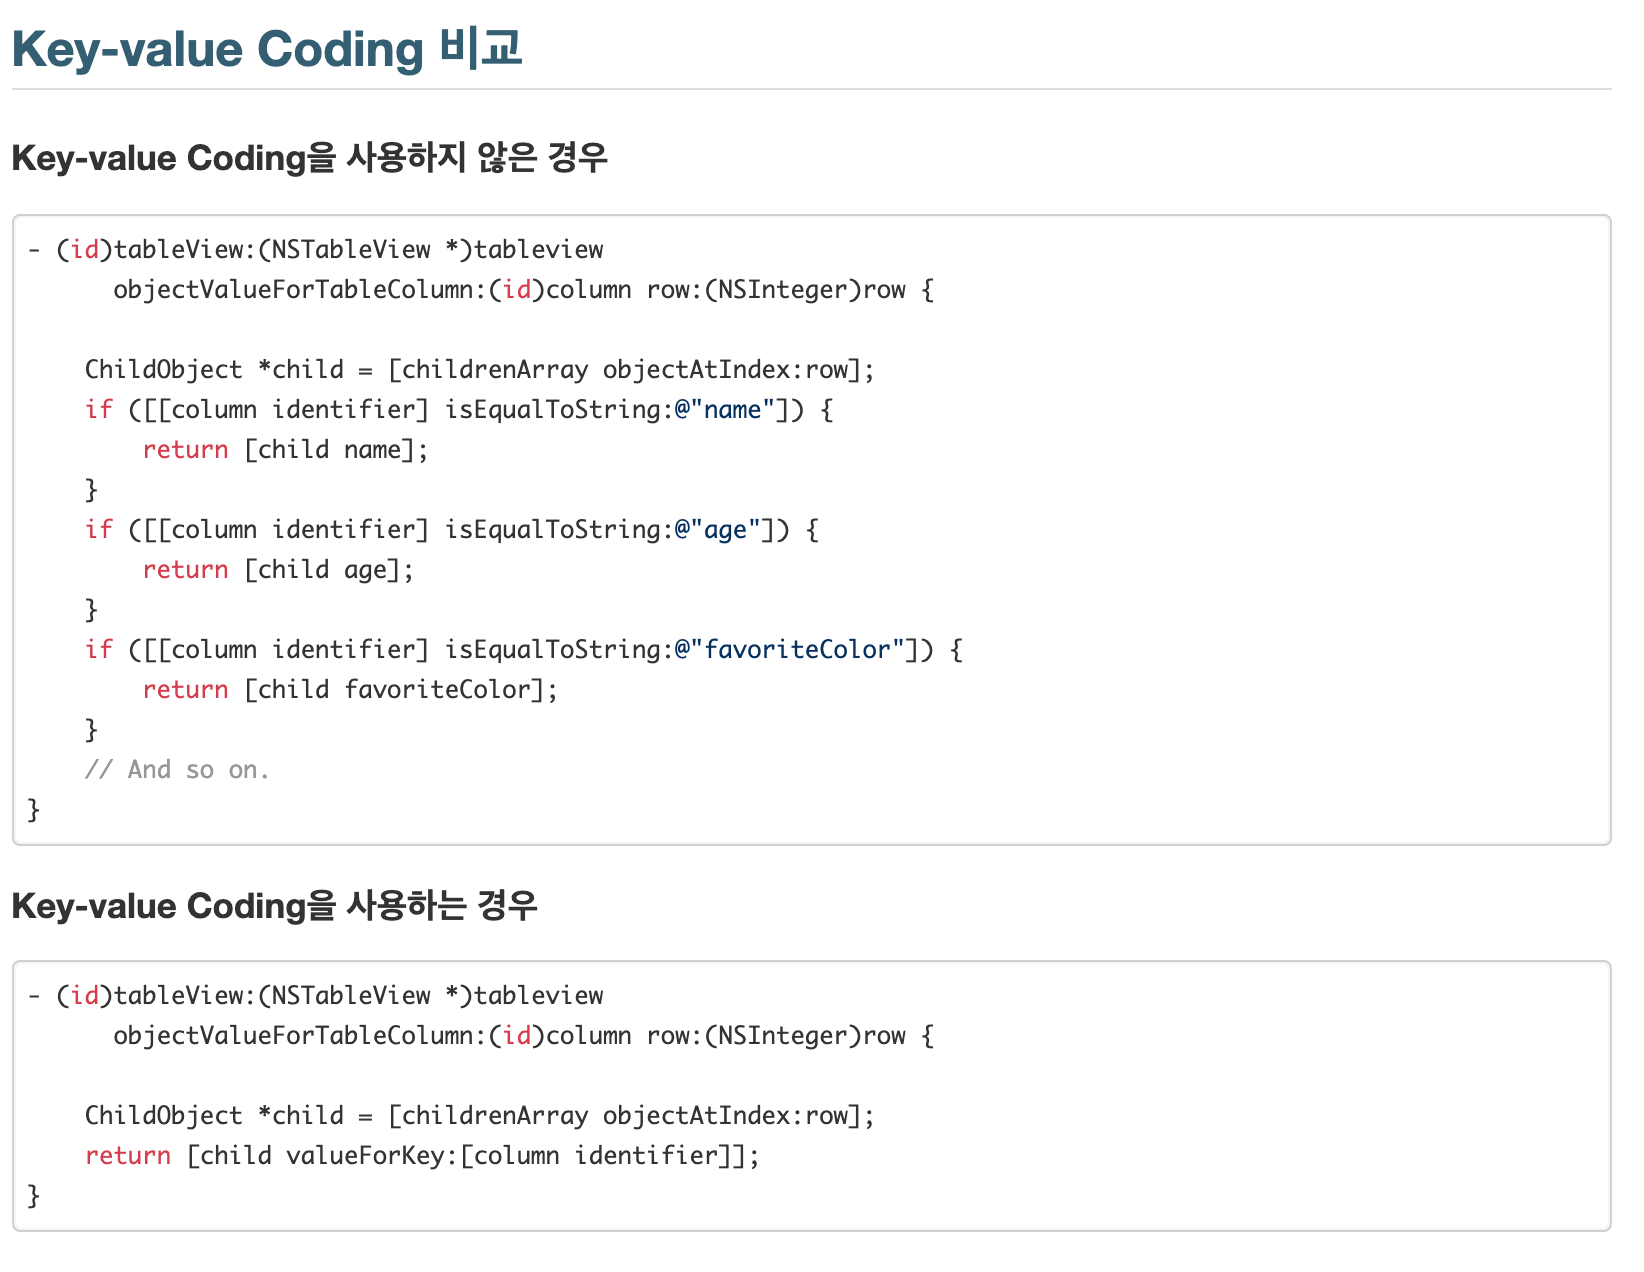 Key-value Coding 비교
Key-value Coding을 사용하지 않은 경우
- (id)tableView:(NSTableView *)tableview
      objectValueForTableColumn:(id)column row:(NSInteger)row {
    ChildObject *child = [childrenArray objectAtIndex:row];
    if ([[column identifier] isEqualToString:@"name"]) {
        return [child name];
    }
    if ([[column identifier] isEqualToString:@"age"]) {
        return [child age];
    }
    if ([[column identifier] isEqualToString:@"favoriteColor"]) {
        return [child favoriteColor];
    }
    // And so on.
}
Key-value Coding을 사용하는 경우
- (id)tableView:(NSTableView *)tableview
      objectValueForTableColumn:(id)column row:(NSInteger)row {
    ChildObject *child = [childrenArray objectAtIndex:row];
    return [child valueForKey:[column identifier]];
}